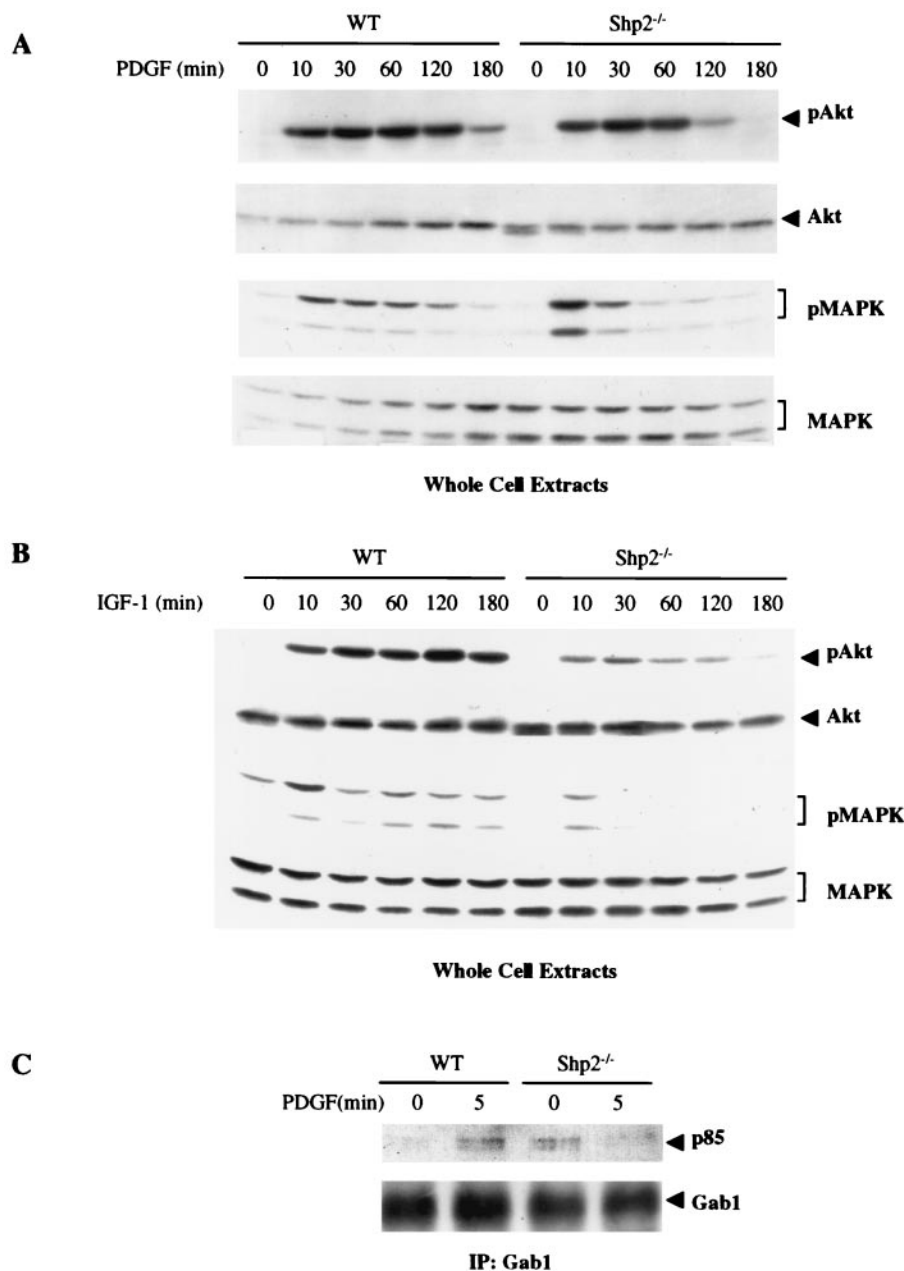 A
WT Shp2-/-
PDGF (min) 0 10 30 60 120 180 0 10 30 60 120 180
pAkt
Akt
pMAPK
MAPK
Whole Cell Extracts
B
WT Shp2-/-
IGF-1 (min) 0 10 30 60 120 180 0 10 30 60 120 180
pAkt
Akt
pMAPK
MAPK
Whole Cell Extracts
C
WT Shp2-/-
PDGF(min) 0 5 0 5
p85
Gab1
IP: Gab1